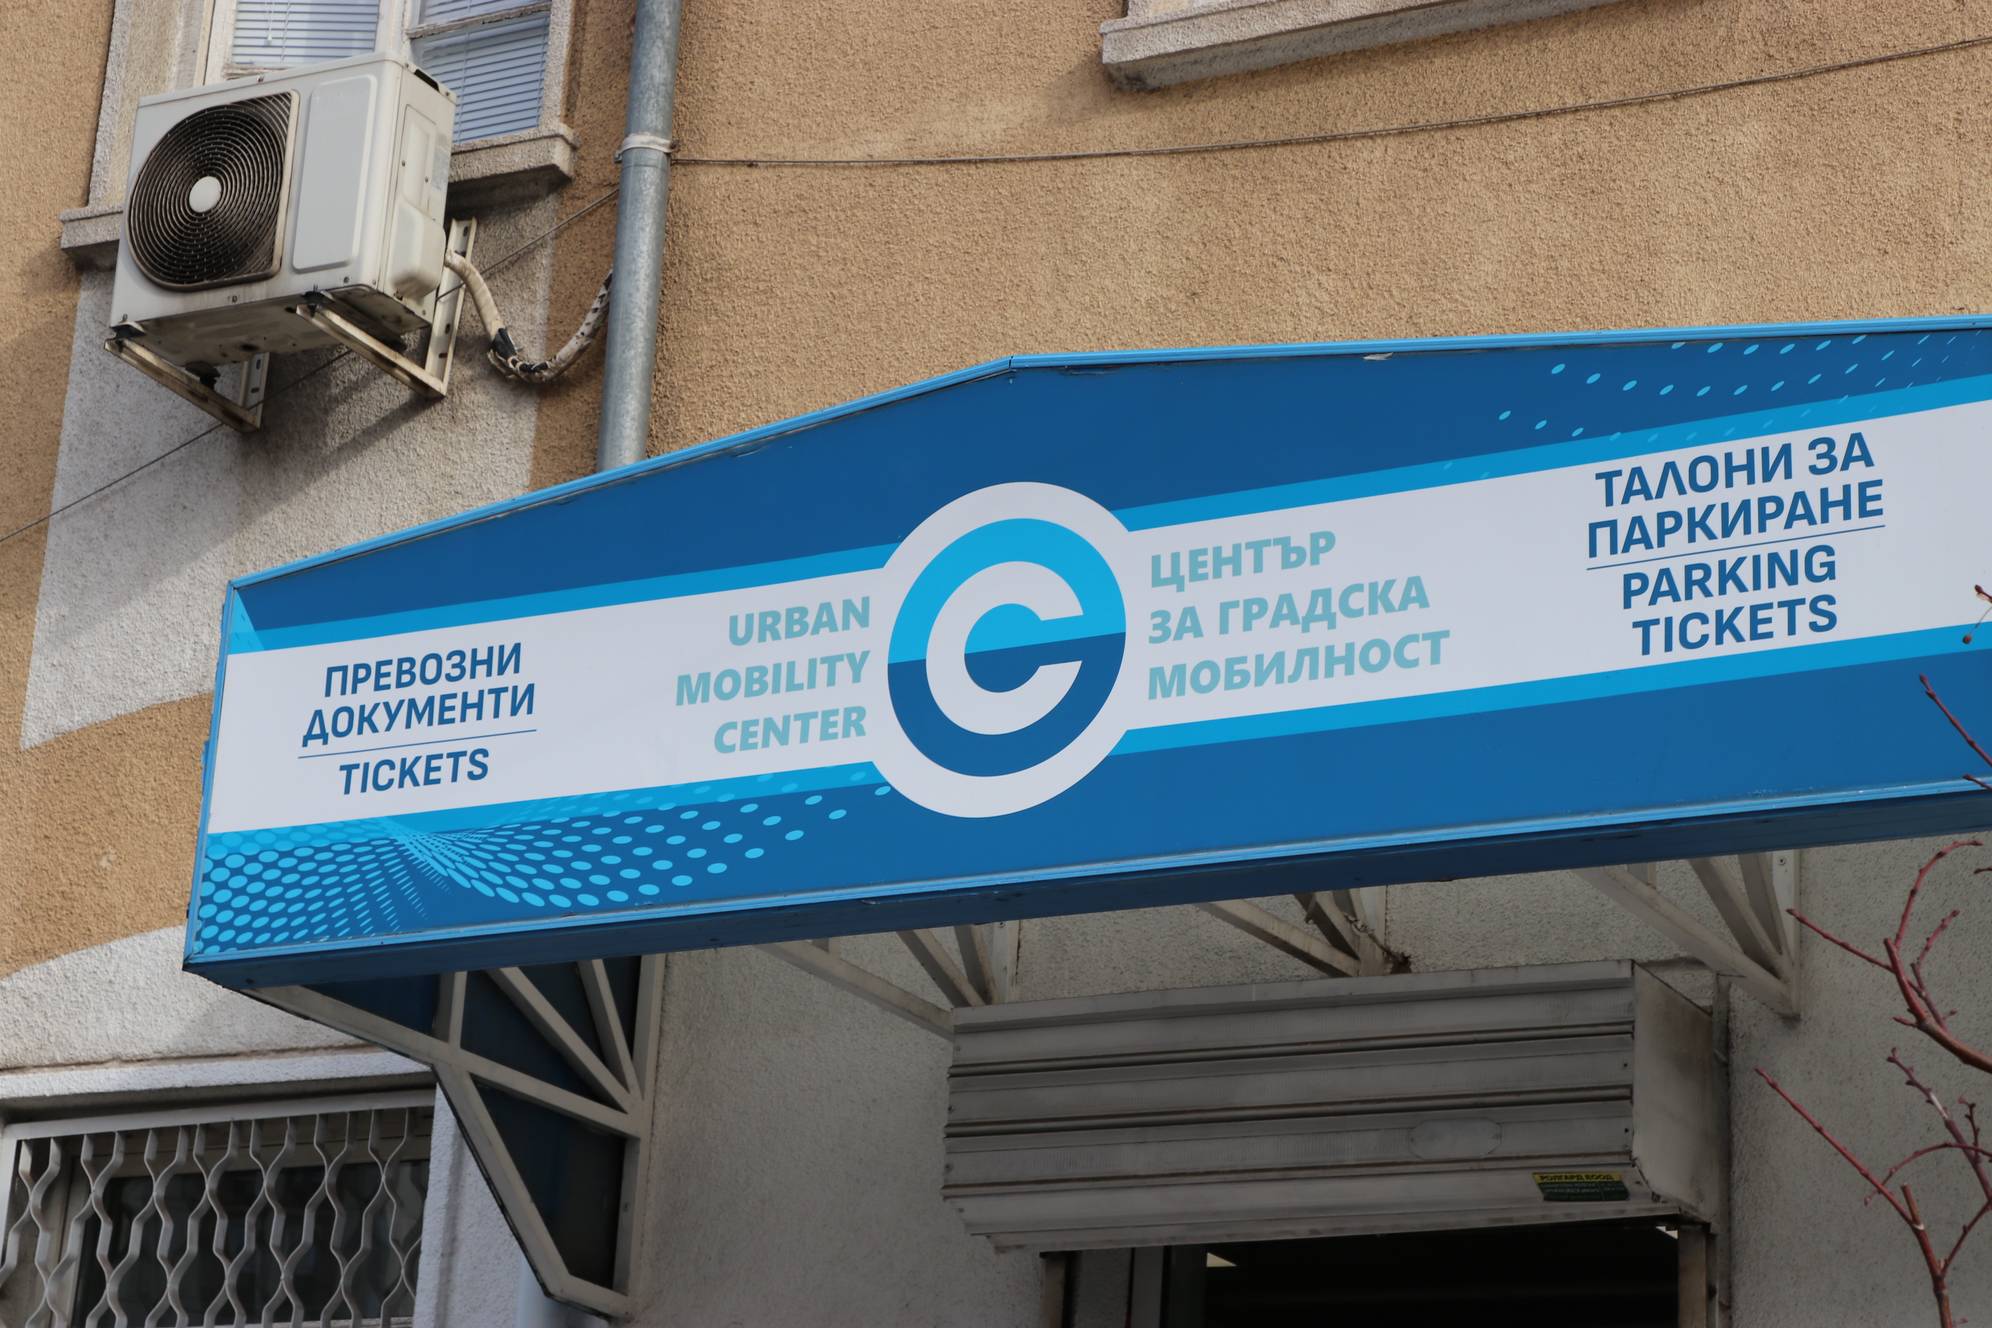 ПРЕВОЗНИ
ДОКУМЕНТИ
TICKETS
URBAN
MOBILITY
CENTER
C
ЦЕНТЪР
ЗА ГРАДСКА
МОБИЛНОСТ
ТАЛОНИ ЗА
ПАРКИРАНЕ
PARKING
TICKETS